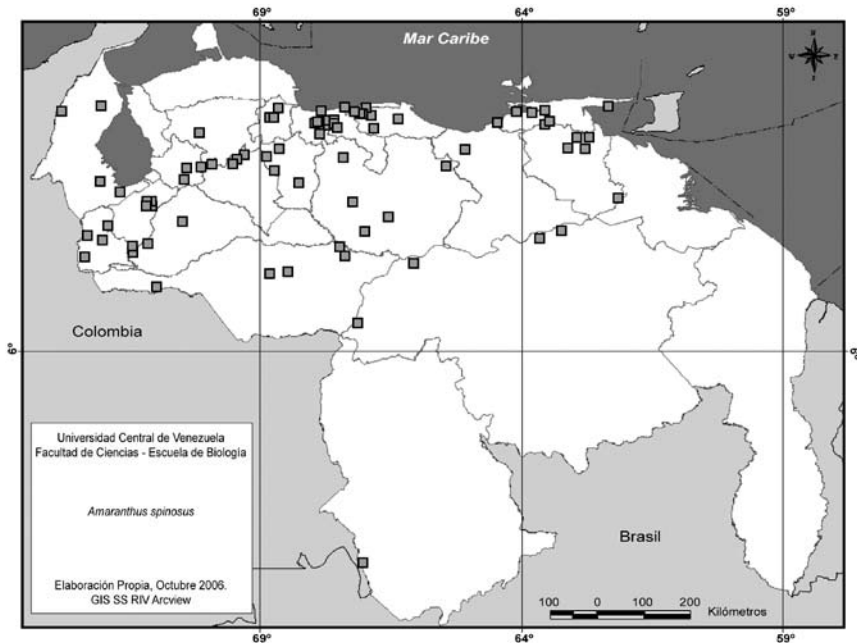 69° 64° 59°
Mar Caribe
N
W E
S
Colombia
6° 6°
Universidad Central de Venezuela
Facultad de Ciencias - Escuela de Biología
Amaranthus spinosus
Brasil
Elaboración Propia, Octubre 2006.
GIS SS RIV Arcview
100 0 100 200 Kilómetros
69° 64° 59°